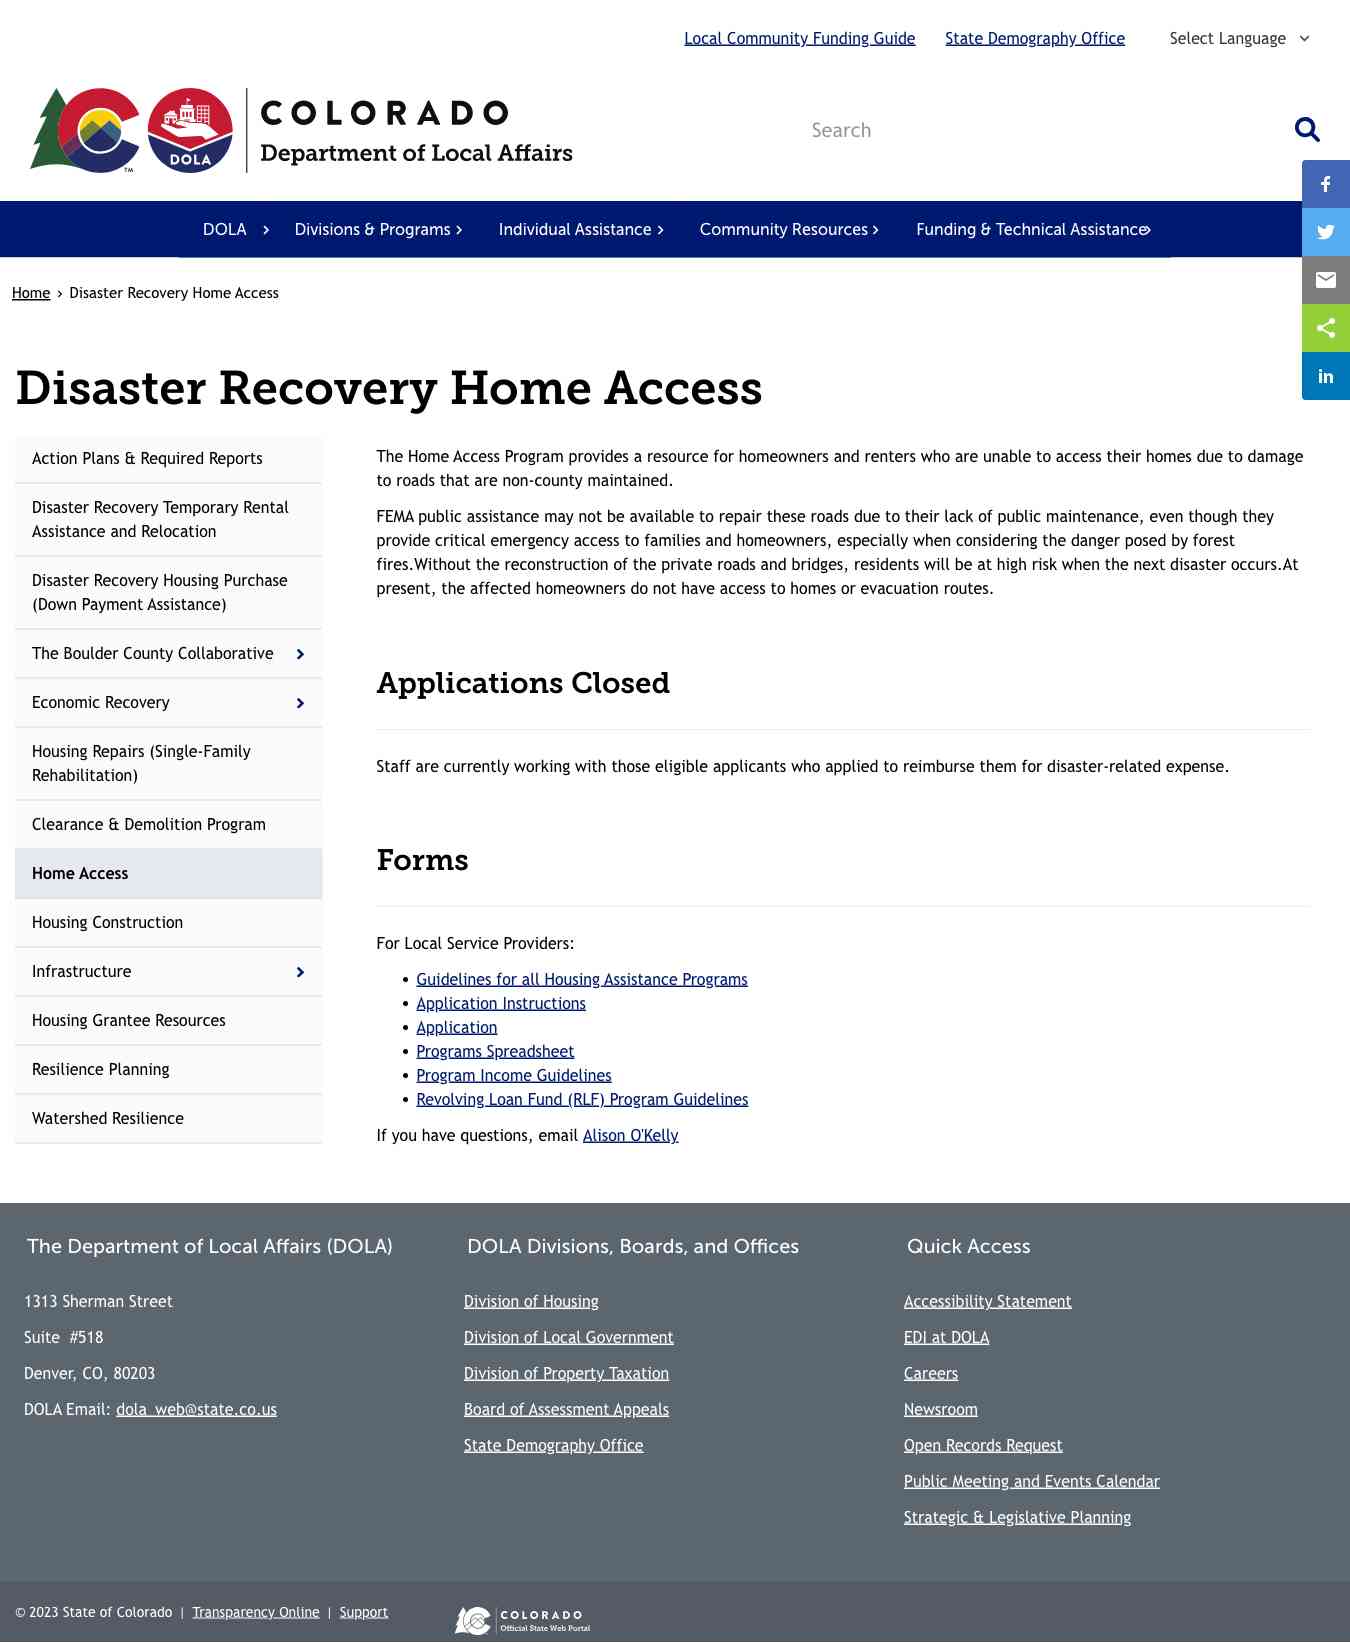 Local Community Funding Guide State Demography Office Select Language
COLORADO
Department of Local Affairs
TM
DOLA
Search
DOLA Divisions & Programs Individual Assistance Community Resources Funding & Technical Assistance
Home › Disaster Recovery Home Access
Disaster Recovery Home Access
Action Plans & Required Reports
Disaster Recovery Temporary Rental
Assistance and Relocation
Disaster Recovery Housing Purchase
(Down Payment Assistance)
The Boulder County Collaborative
Economic Recovery
Housing Repairs (Single-Family
Rehabilitation)
Clearance & Demolition Program
Home Access
Housing Construction
Infrastructure
Housing Grantee Resources
Resilience Planning
Watershed Resilience
The Home Access Program provides a resource for homeowners and renters who are unable to access their homes due to damage
to roads that are non-county maintained.
FEMA public assistance may not be available to repair these roads due to their lack of public maintenance, even though they
provide critical emergency access to families and homeowners, especially when considering the danger posed by forest
fires.Without the reconstruction of the private roads and bridges, residents will be at high risk when the next disaster occurs.At
present, the affected homeowners do not have access to homes or evacuation routes.
Applications Closed
Staff are currently working with those eligible applicants who applied to reimburse them for disaster-related expense.
Forms
For Local Service Providers:
• Guidelines for all Housing Assistance Programs
• Application Instructions
• Application
• Programs Spreadsheet
• Program Income Guidelines
• Revolving Loan Fund (RLF) Program Guidelines
If you have questions, email Alison O'Kelly
The Department of Local Affairs (DOLA)
1313 Sherman Street
Suite #518
Denver, CO, 80203
DOLA Email: dola_web@state.co.us
DOLA Divisions, Boards, and Offices
Division of Housing
Division of Local Government
Division of Property Taxation
Board of Assessment Appeals
State Demography Office
Quick Access
Accessibility Statement
EDI at DOLA
Careers
Newsroom
Open Records Request
Public Meeting and Events Calendar
Strategic & Legislative Planning
© 2023 State of Colorado | Transparency Online | Support
COLORADO
Official State Web Portal